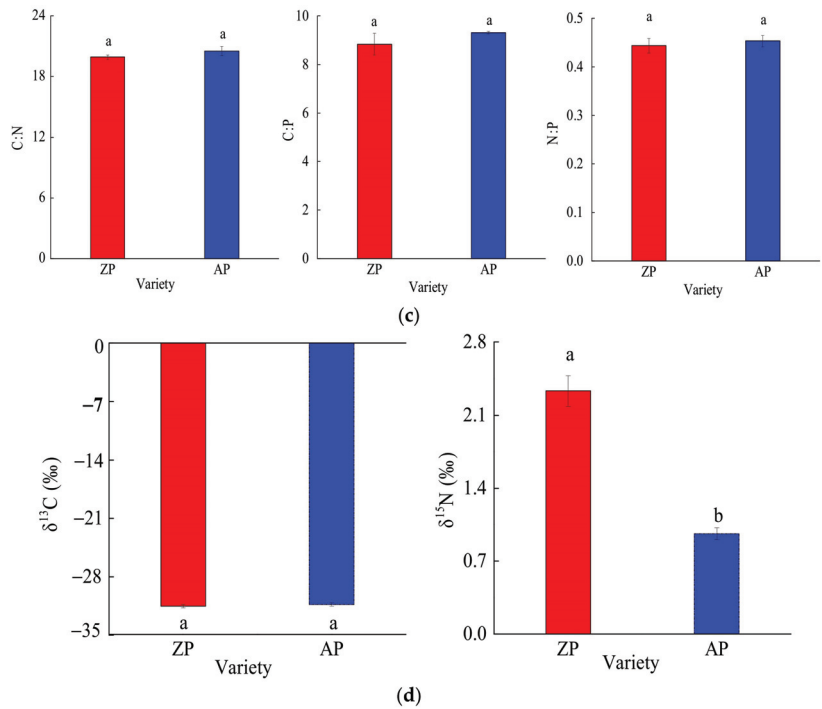 24
18
12
6
0
C:N
a
a
ZP
AP
Variety
10
8
6
4
2
0
C:P
a
a
ZP
AP
Variety
0.5
0.4
0.3
0.2
0.1
0.0
N:P
a
a
ZP
AP
Variety
(c)
0
−7
−14
−21
−28
−35
δ¹³C (‰)
a
a
ZP
AP
Variety
2.8
2.1
1.4
0.7
0.0
δ¹⁵N (‰)
a
b
ZP
AP
Variety
(d)